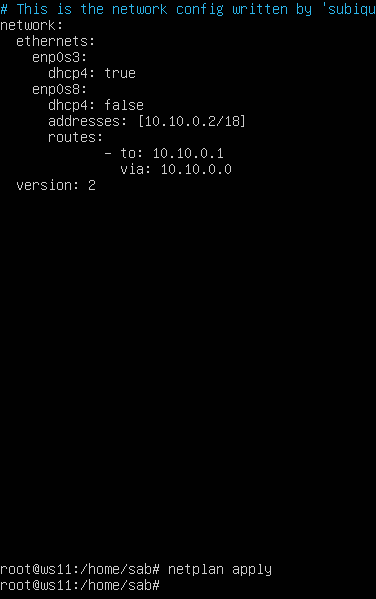 # This is the network config written by 'subiqu
network:
  ethernets:
    enp0s3:
      dhcp4: true
    enp0s8:
      dhcp4: false
      addresses: [10.10.0.2/18]
      routes:
             - to: 10.10.0.1
               via: 10.10.0.0
  version: 2
root@ws11:/home/sab# netplan apply
root@ws11:/home/sab#